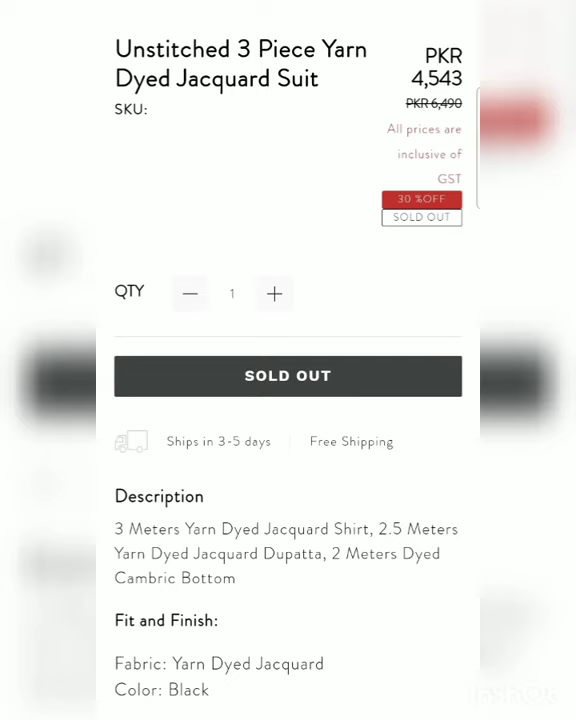 Unstitched 3 Piece Yarn
Dyed Jacquard Suit
SKU:
PKR
4,543
PKR 6,490
All prices are
inclusive of
GST
30 %OFF
SOLD OUT
QTY
1
SOLD OUT
Ships in 3-5 days
Free Shipping
Description
3 Meters Yarn Dyed Jacquard Shirt, 2.5 Meters
Yarn Dyed Jacquard Dupatta, 2 Meters Dyed
Cambric Bottom
Fit and Finish:
Fabric: Yarn Dyed Jacquard
Color: Black